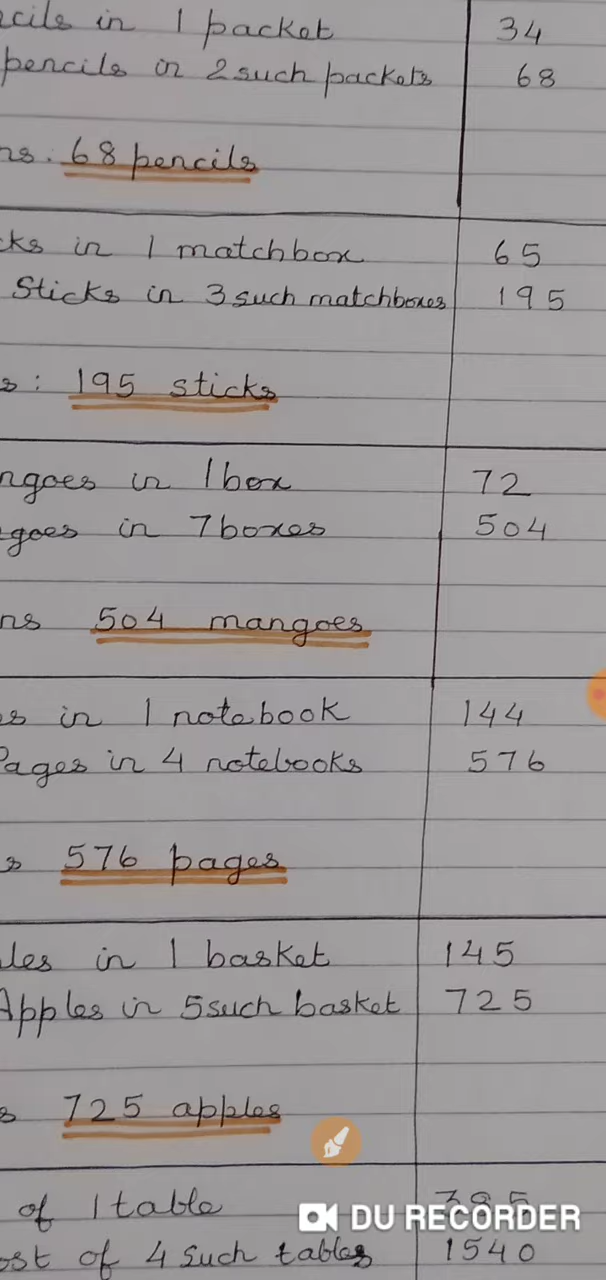 cils in 1 packet 34
pencils in 2 such packets 68
ns. 68 pencils
cks in 1 matchbox 65
Sticks in 3 such matchboxes 195
s: 195 sticks
ngoes in 1 box 72
goes in 7 boxes 504
ns 504 mangoes
s in 1 notebook 144
Pages in 4 notebooks 576
s 576 pages
les in 1 basket 145
Apples in 5 such basket 725
s 725 apples
of 1 table 385
DU RECORDER
ost of 4 such tables 1540